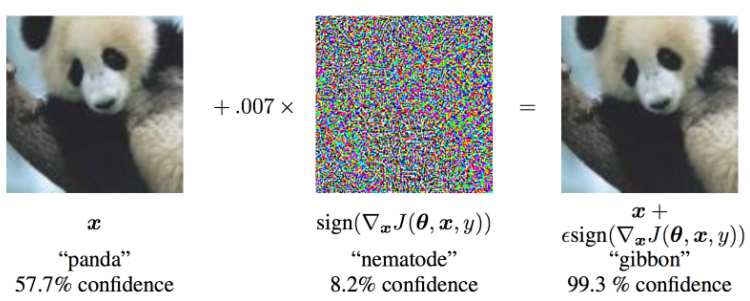 + .007 ×
=
x
sign(∇ₓJ(θ, x, y))
x +
ϵsign(∇ₓJ(θ, x, y))
“panda”
“nematode”
“gibbon”
57.7% confidence
8.2% confidence
99.3 % confidence